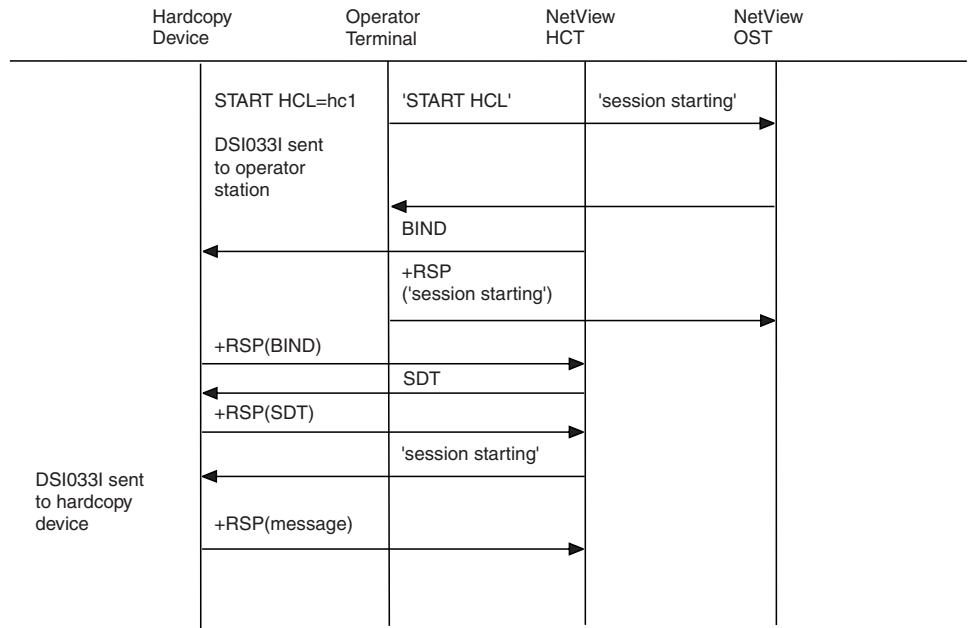 Hardcopy
Device
Operator
Terminal
NetView
HCT
NetView
OST
START HCL=hc1
'START HCL'
'session starting'
DSI033I sent
to operator
station
BIND
+RSP
('session starting')
+RSP(BIND)
SDT
+RSP(SDT)
'session starting'
DSI033I sent
to hardcopy
device
+RSP(message)